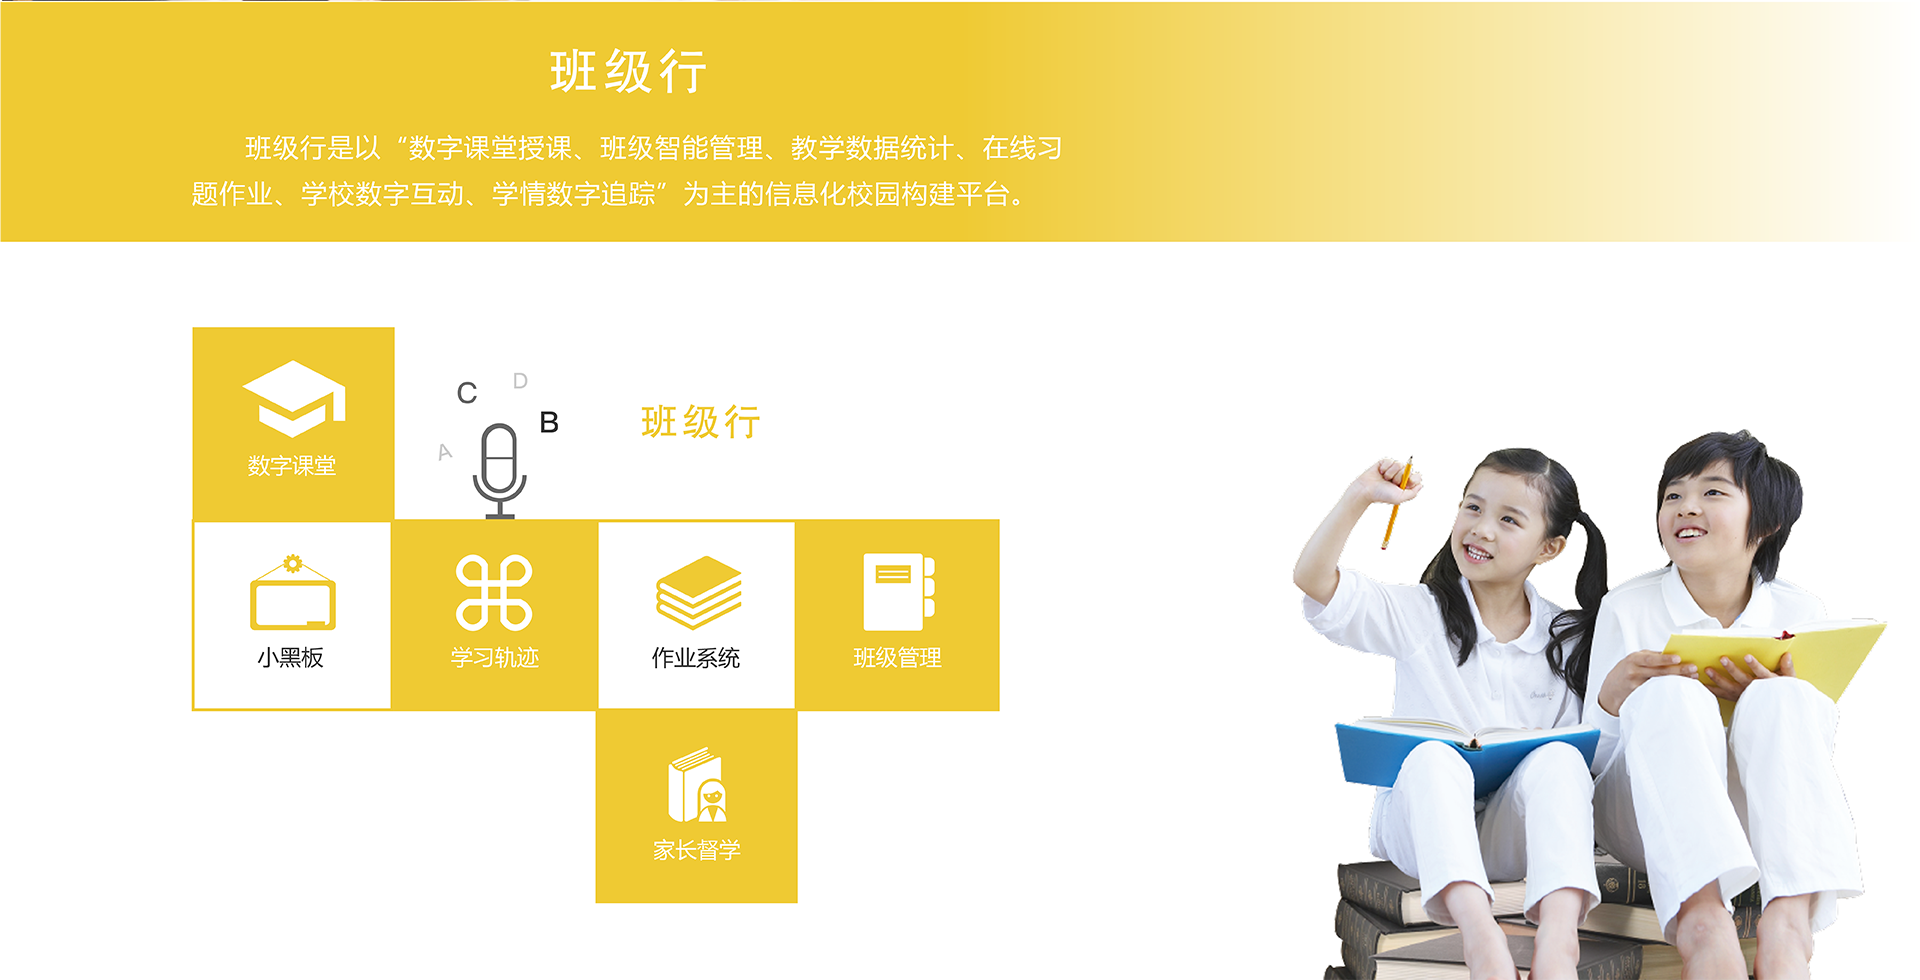 班级行
班级行是以“数字课堂授课、班级智能管理、教学数据统计、在线习
题作业、学校数字互动、学情数字追踪”为主的信息化校园构建平台。
数字课堂
C
D
B
A
班级行
小黑板
学习轨迹
作业系统
班级管理
家长督学